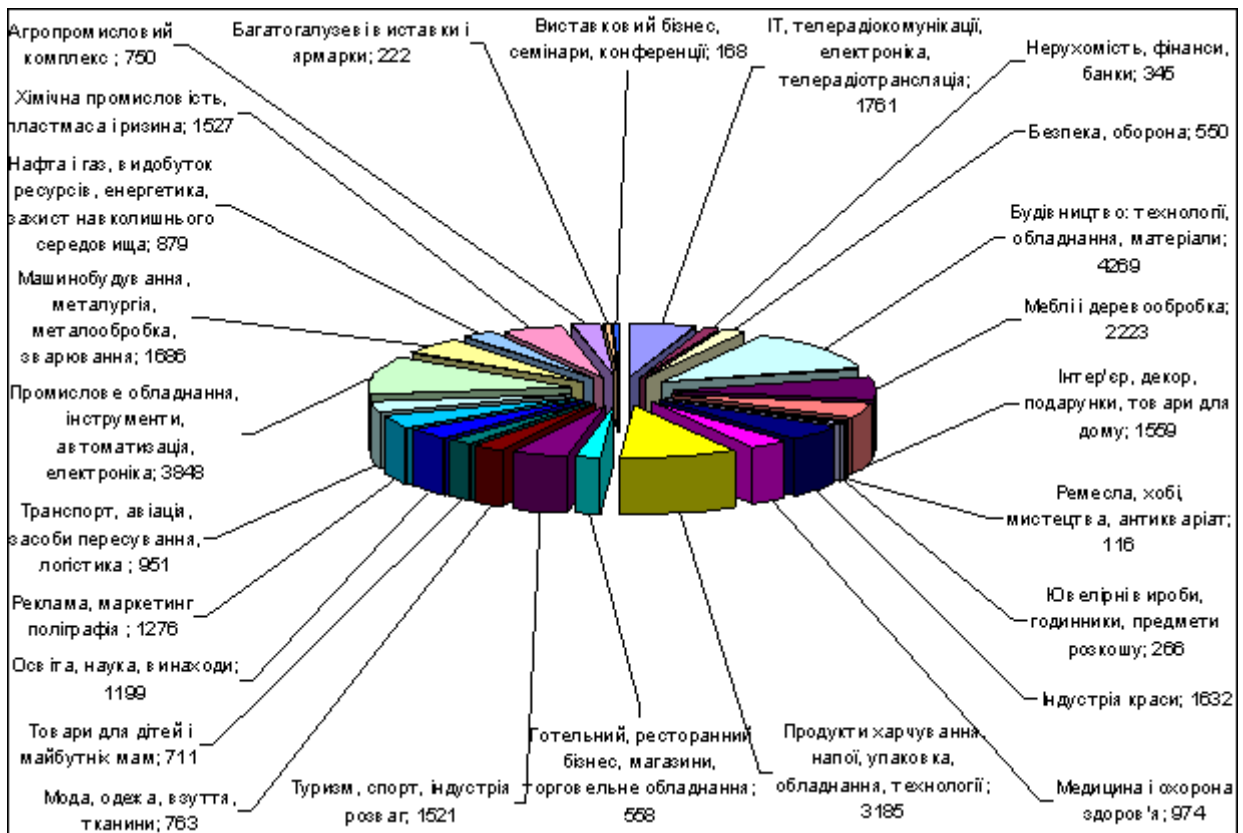 Агропромисловий
комплекс ; 750
Багатогалузеві виставки і
ярмарки; 222
Виставковий бізнес,
семінари, конференції; 168
ІТ, телерадіокомунікації,
електроніка,
телерадіотрансляція;
1761
Нерухомість, фінанси,
банки; 345
Безпека, оборона; 550
Будівництво: технології,
обладнання, матеріали;
4269
Меблі і деревообробка;
2223
Інтер'єр, декор,
подарунки, товари для
дому; 1559
Ремесла, хобі,
мистецтва, антикваріат;
116
Ювелірні вироби,
годинники, предмети
розкошу; 266
Індустрія краси; 1632
Медицина і охорона
здоров'я; 974
Продукти харчування,
напої, упаковка,
обладнання, технології;
3185
Готельний, ресторанний
бізнес, магазини,
торговельне обладнання;
558
Туризм, спорт, індустрія
розваг; 1521
Мода, одежа, взуття,
тканини; 763
Товари для дітей і
майбутніх мам; 711
Освіта, наука, винаходи;
1199
Реклама, маркетинг
поліграфія ; 1276
Транспорт, авіація,
засоби пересування,
логістика ; 951
Промислове обладнання,
інструменти,
автоматизація,
електроніка; 3848
Машинобудування,
металургія,
металообробка,
зварювання; 1686
Нафта і газ, видобуток
ресурсів, енергетика,
захист навколишнього
середовища; 879
Хімічна промисловість,
пластмаса і ризина; 1527